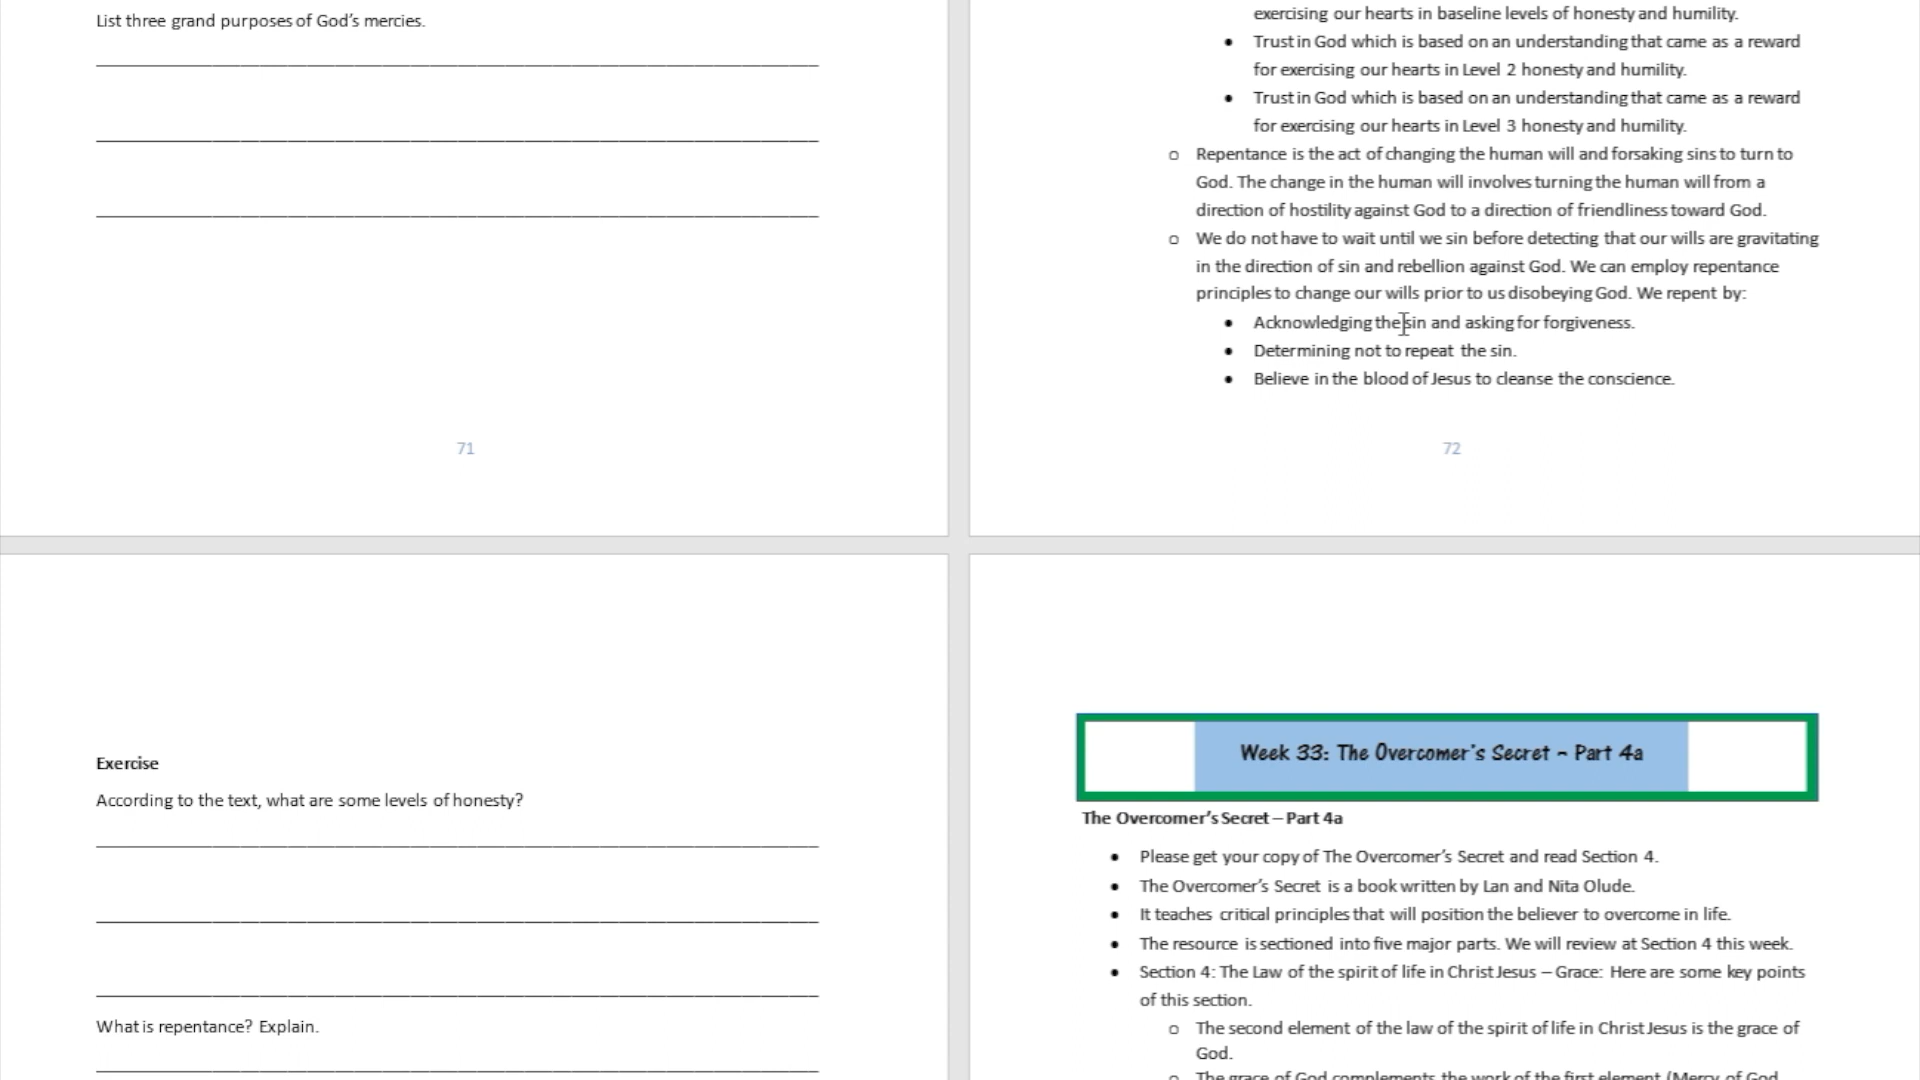 List three grand purposes of God's mercies.
71
exercising our hearts in baseline levels of honesty and humility.
• Trust in God which is based on an understanding that came as a reward
for exercising our hearts in Level 2 honesty and humility.
• Trust in God which is based on an understanding that came as a reward
for exercising our hearts in Level 3 honesty and humility.
o Repentance is the act of changing the human will and forsaking sins to turn to
God. The change in the human will involves turning the human will from a
direction of hostility against God to a direction of friendliness toward God.
o We do not have to wait until we sin before detecting that our wills are gravitating
in the direction of sin and rebellion against God. We can employ repentance
principles to change our wills prior to us disobeying God. We repent by:
• Acknowledging the sin and asking for forgiveness.
• Determining not to repeat the sin.
• Believe in the blood of Jesus to cleanse the conscience.
72
Exercise
According to the text, what are some levels of honesty?
What is repentance? Explain.
Week 33: The Overcomer's Secret ~ Part 4a
The Overcomer's Secret – Part 4a
• Please get your copy of The Overcomer's Secret and read Section 4.
• The Overcomer's Secret is a book written by Lan and Nita Olude.
• It teaches critical principles that will position the believer to overcome in life.
• The resource is sectioned into five major parts. We will review at Section 4 this week.
• Section 4: The Law of the spirit of life in Christ Jesus – Grace: Here are some key points
of this section.
o The second element of the law of the spirit of life in Christ Jesus is the grace of
God.
o The grace of God complements the work of the first element (Mercy of God